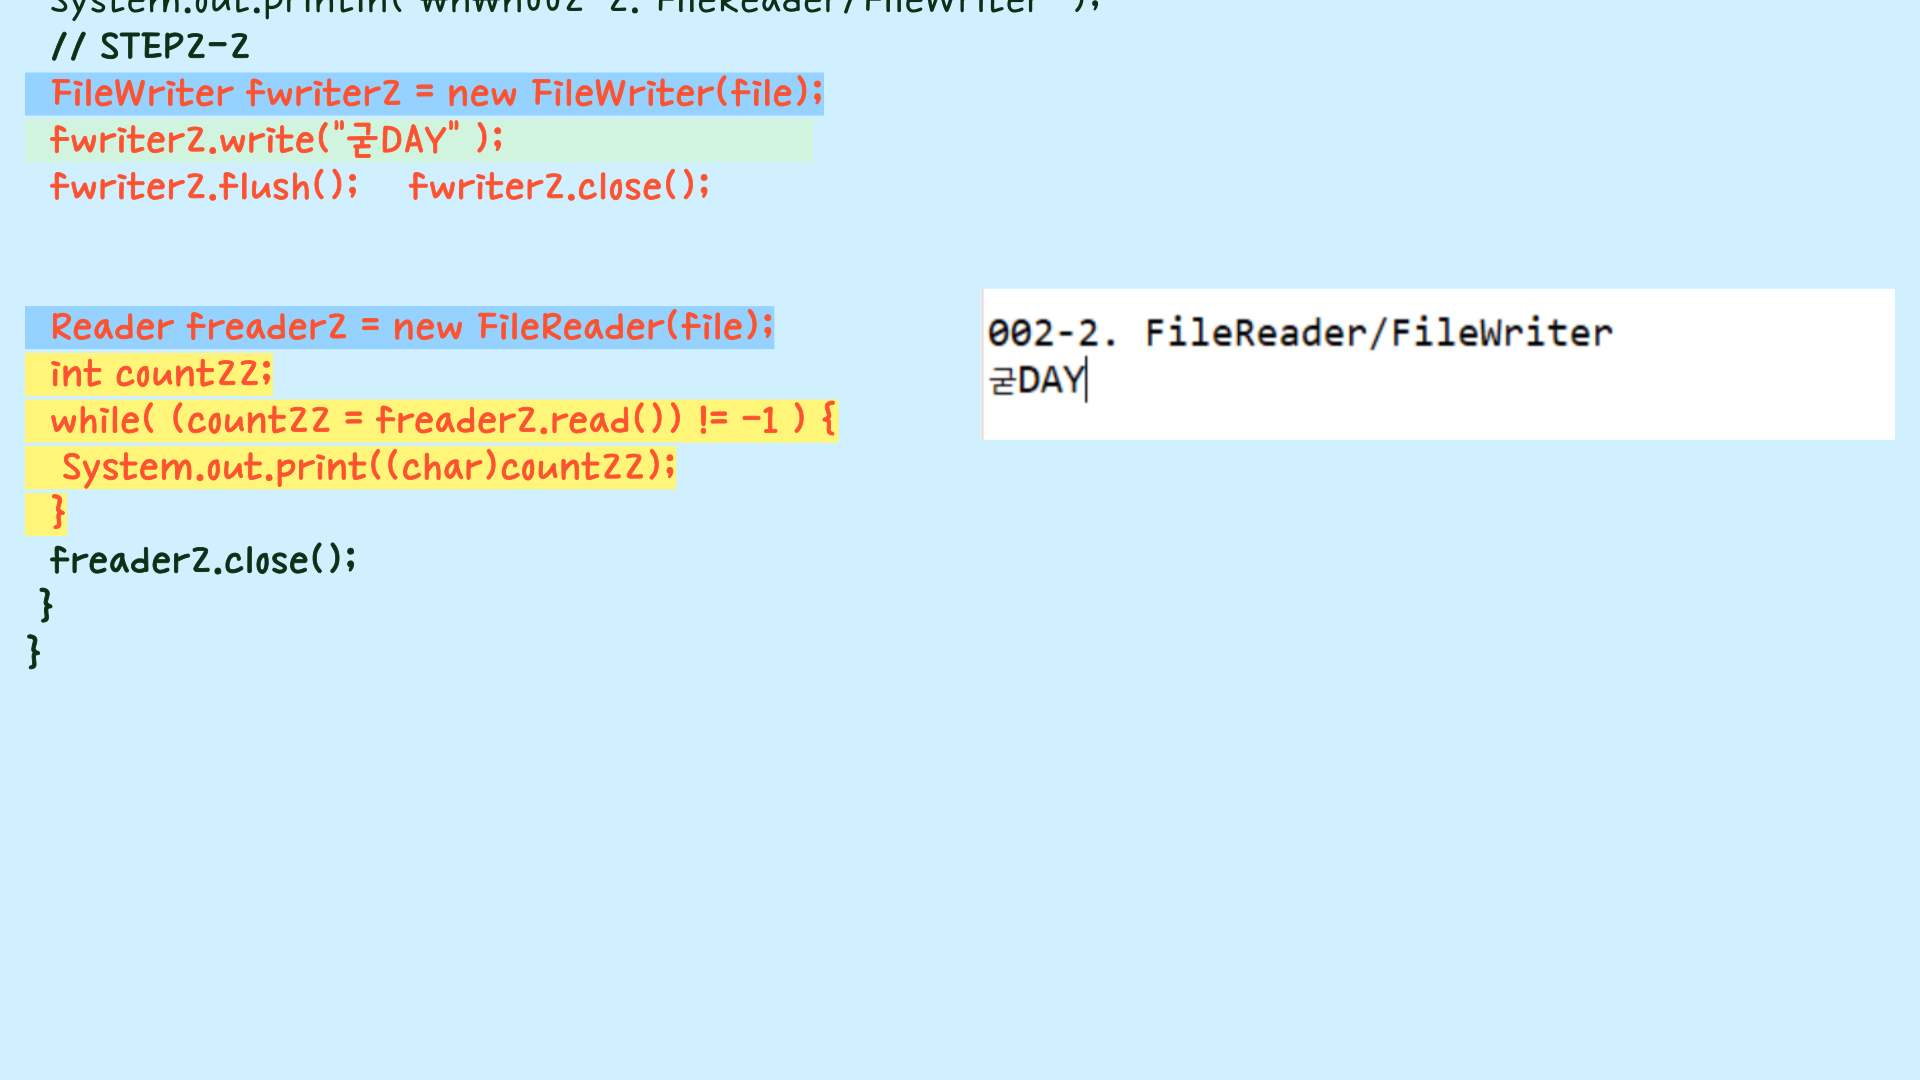 System.out.println("₩n₩n002-2. FileReader/FileWriter" );
// STEP2-2
FileWriter fwriter2 = new FileWriter(file);
fwriter2.write("굳DAY" );
fwriter2.flush(); fwriter2.close();
Reader freader2 = new FileReader(file);
int count22;
while( (count22 = freader2.read()) != -1 ) {
System.out.print((char)count22);
}
freader2.close();
}
}
002-2. FileReader/FileWriter
굳DAY